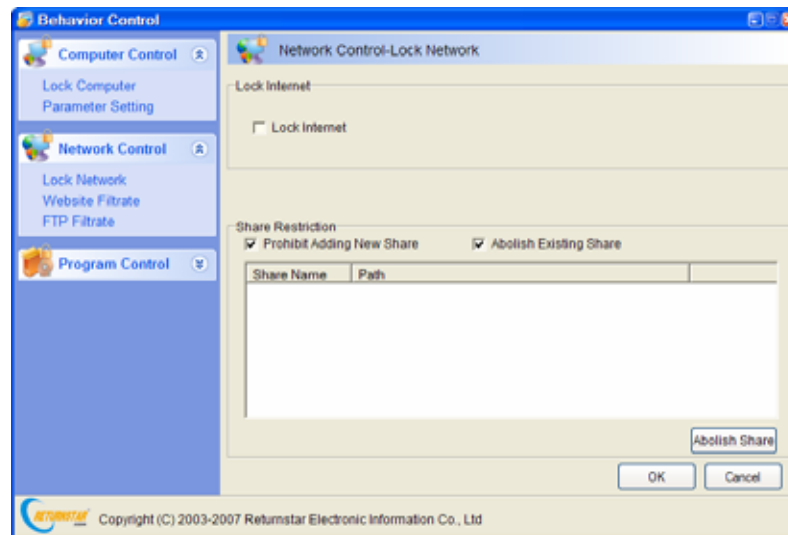 Behavior Control
Computer Control
Lock Computer
Parameter Setting
Network Control
Lock Network
Website Filtrate
FTP Filtrate
Program Control
Network Control-Lock Network
Lock Internet
Lock Internet
Share Restriction
Prohibit Adding New Share Abolish Existing Share
Share Name Path
Abolish Share
OK Cancel
RETURNSTAR Copyright (C) 2003-2007 Returnstar Electronic Information Co., Ltd